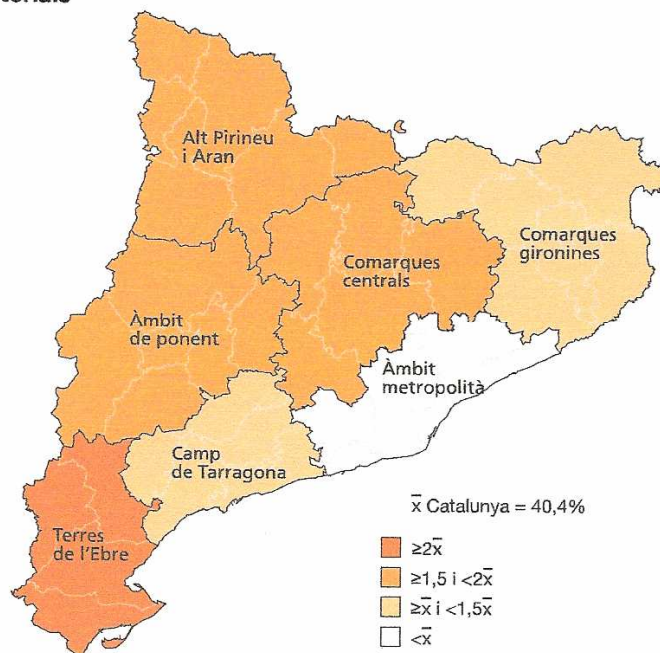 Alt Pirineu
i Aran
Comarques
gironines
Comarques
centrals
Àmbit
de ponent
Àmbit
metropolità
Camp
de Tarragona
Terres
de l'Ebre
x̄ Catalunya = 40,4%
≥2x̄
≥1,5 i <2x̄
≥x̄ i <1,5x̄
<x̄